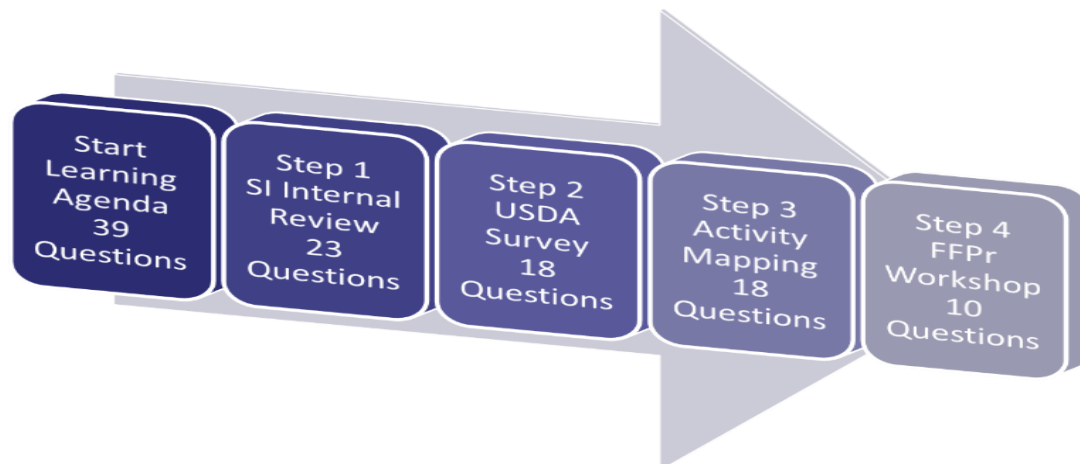 Start
Learning
Agenda
39
Questions
Step 1
SI Internal
Review
23
Questions
Step 2
USDA
Survey
18
Questions
Step 3
Activity
Mapping
18
Questions
Step 4
FFPr
Workshop
10
Questions